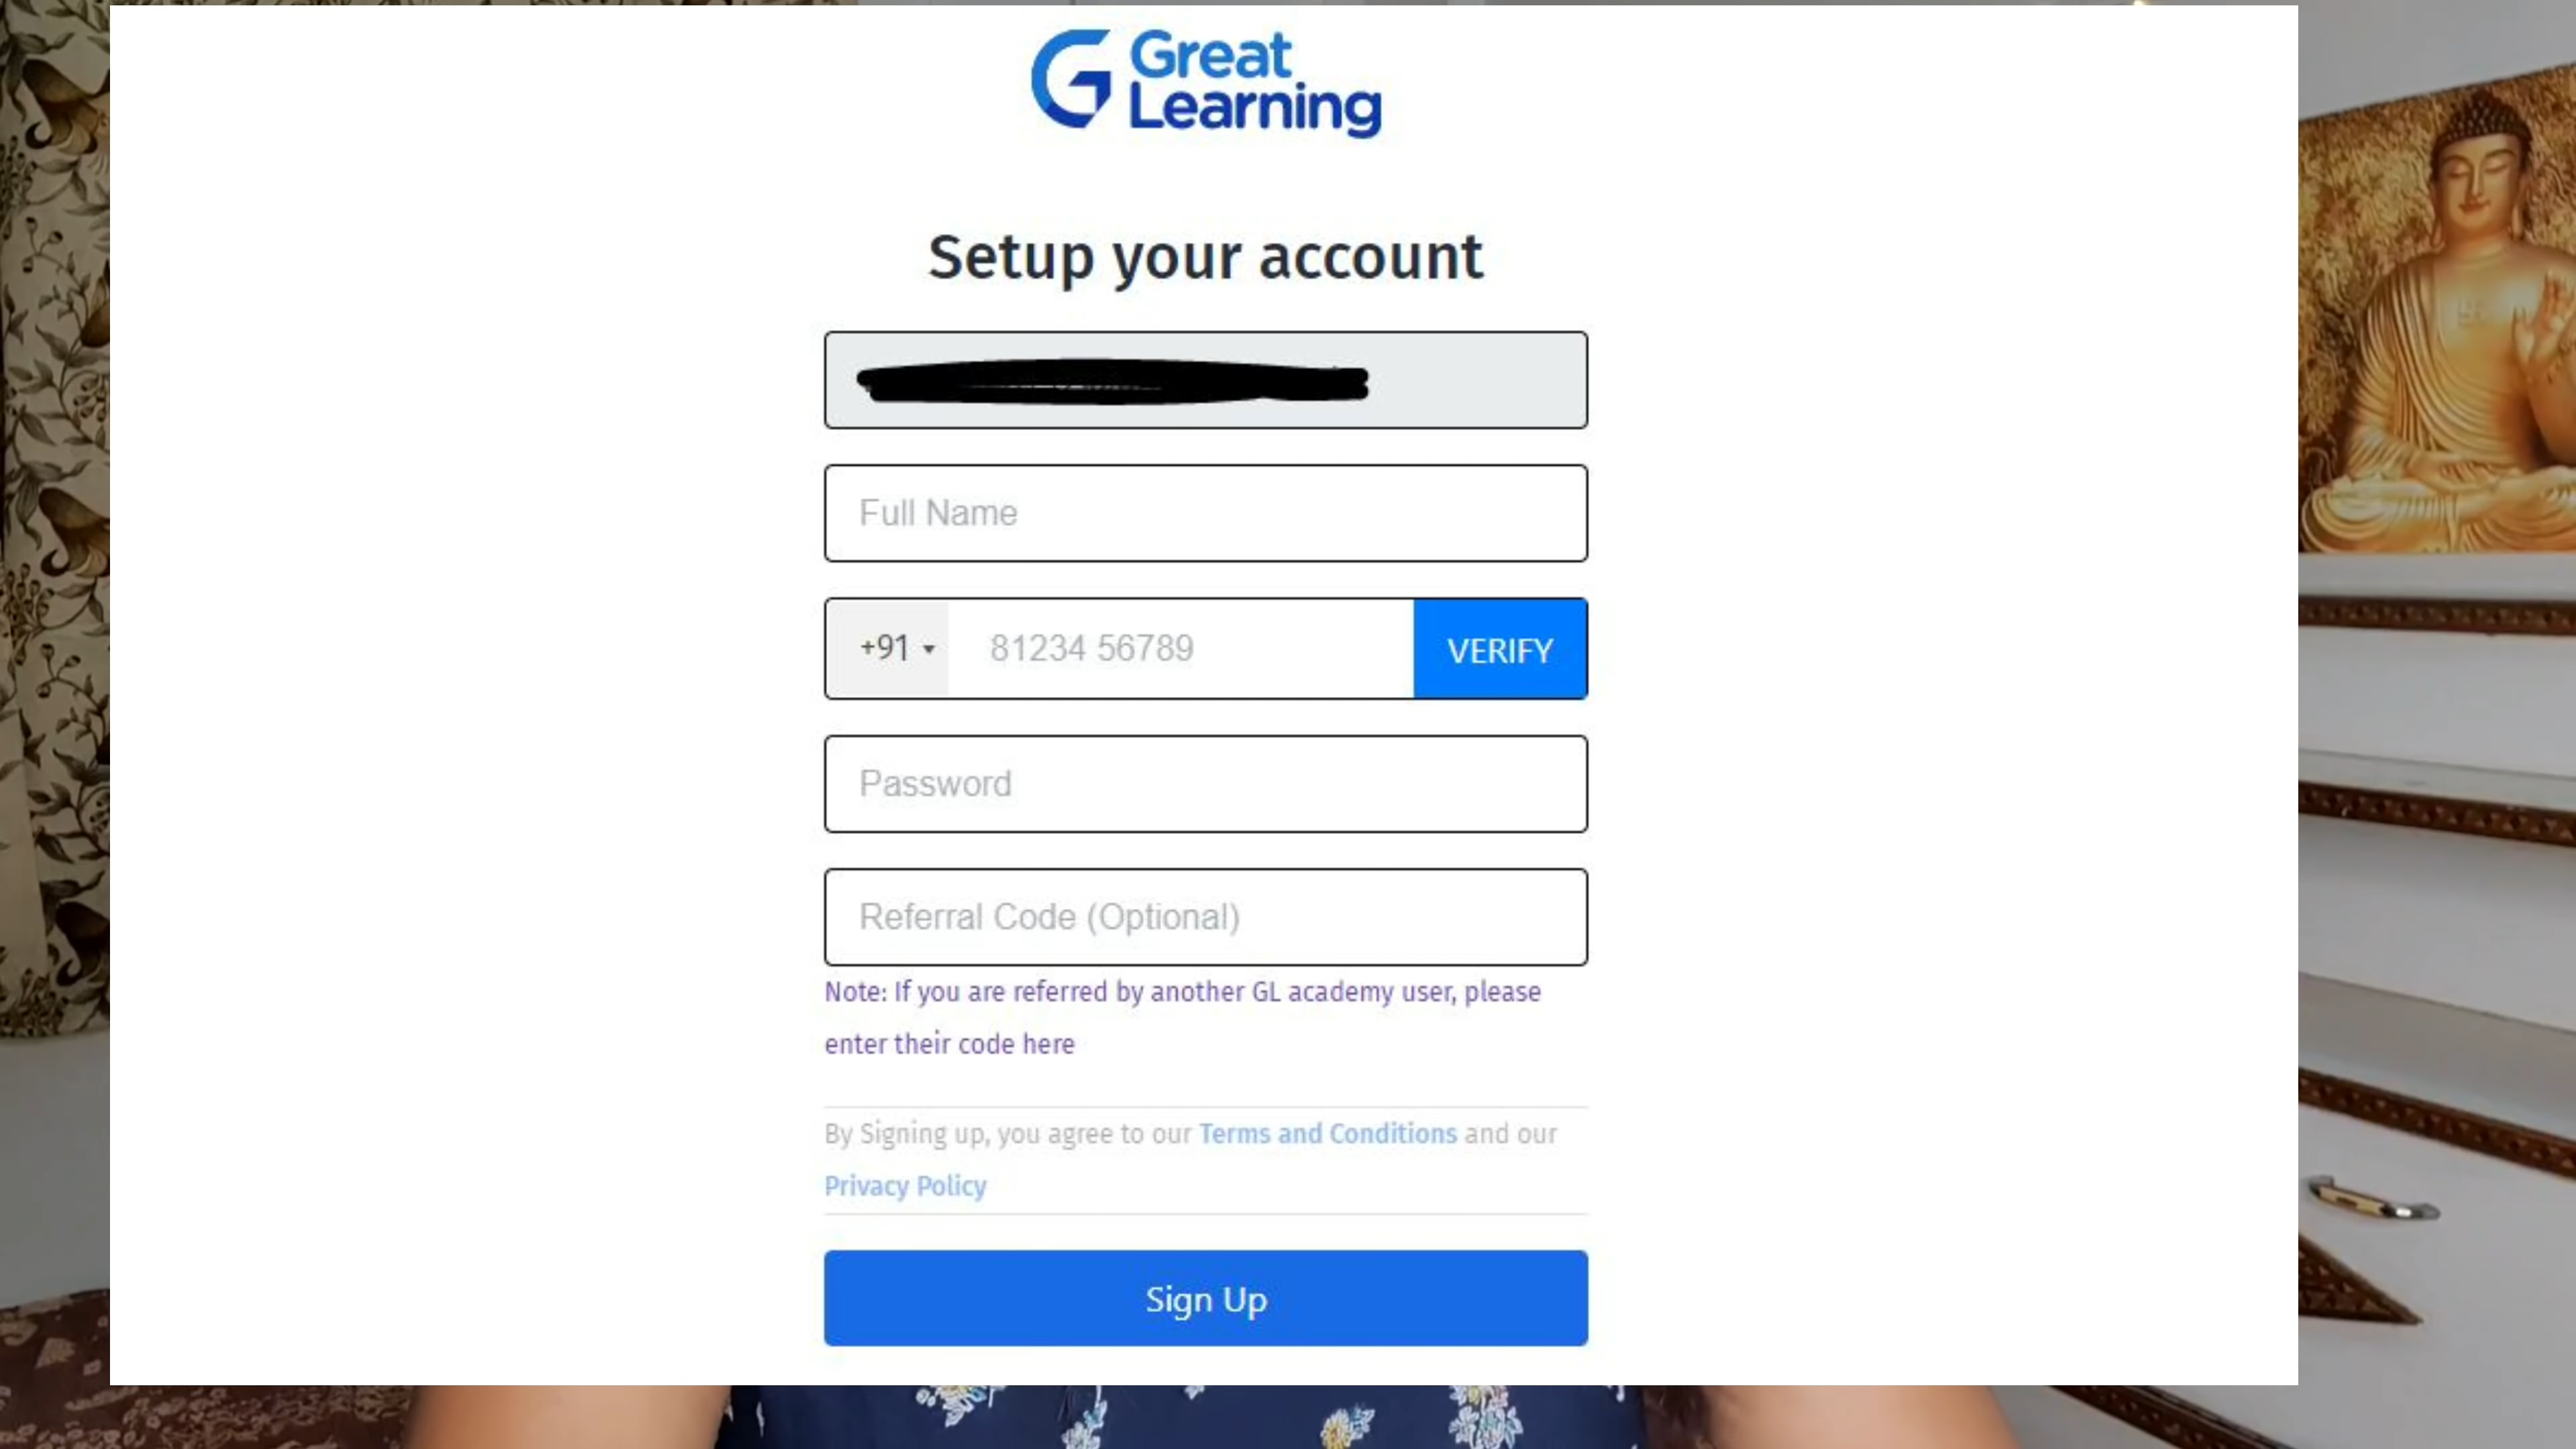 Great
Learning
Setup your account
Full Name
+91 81234 56789 VERIFY
Password
Referral Code (Optional)
Note: If you are referred by another GL academy user, please
enter their code here
By Signing up, you agree to our Terms and Conditions and our
Privacy Policy
Sign Up